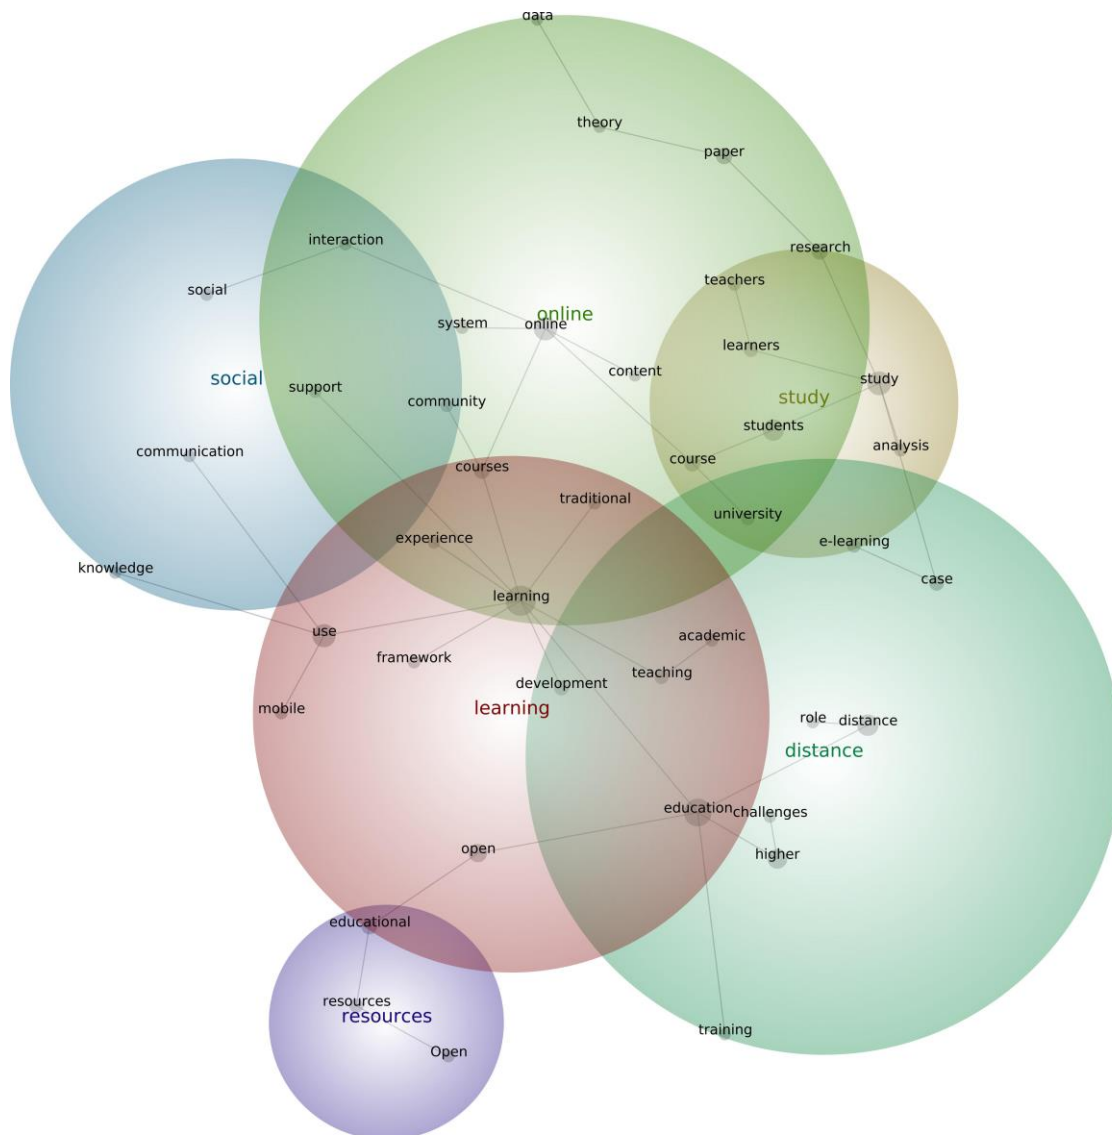 data
theory
paper
interaction
research
teachers
social
online
system
online
learners
content
social
support
study
study
community
students
communication
analysis
courses
course
traditional
university
experience
e-learning
knowledge
case
learning
use
academic
framework
teaching
development
mobile
learning
role
distance
distance
education
challenges
open
higher
educational
resources
resources
training
Open